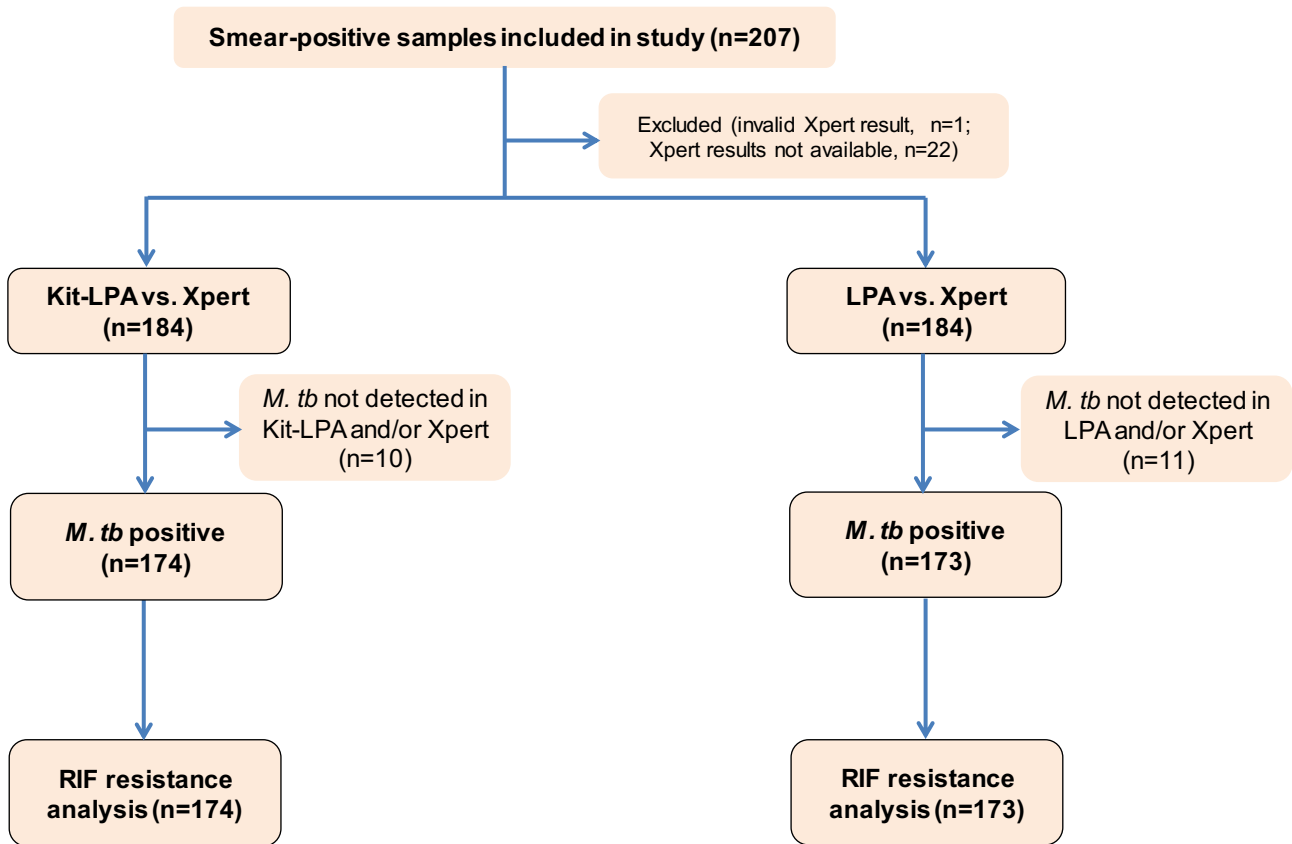 Smear-positive samples included in study (n=207)
Excluded (invalid Xpert result, n=1;
Xpert results not available, n=22)
Kit-LPA vs. Xpert
(n=184)
LPA vs. Xpert
(n=184)
M. tb not detected in
Kit-LPA and/or Xpert
(n=10)
M. tb not detected in
LPA and/or Xpert
(n=11)
M. tb positive
(n=174)
M. tb positive
(n=173)
RIF resistance
analysis (n=174)
RIF resistance
analysis (n=173)